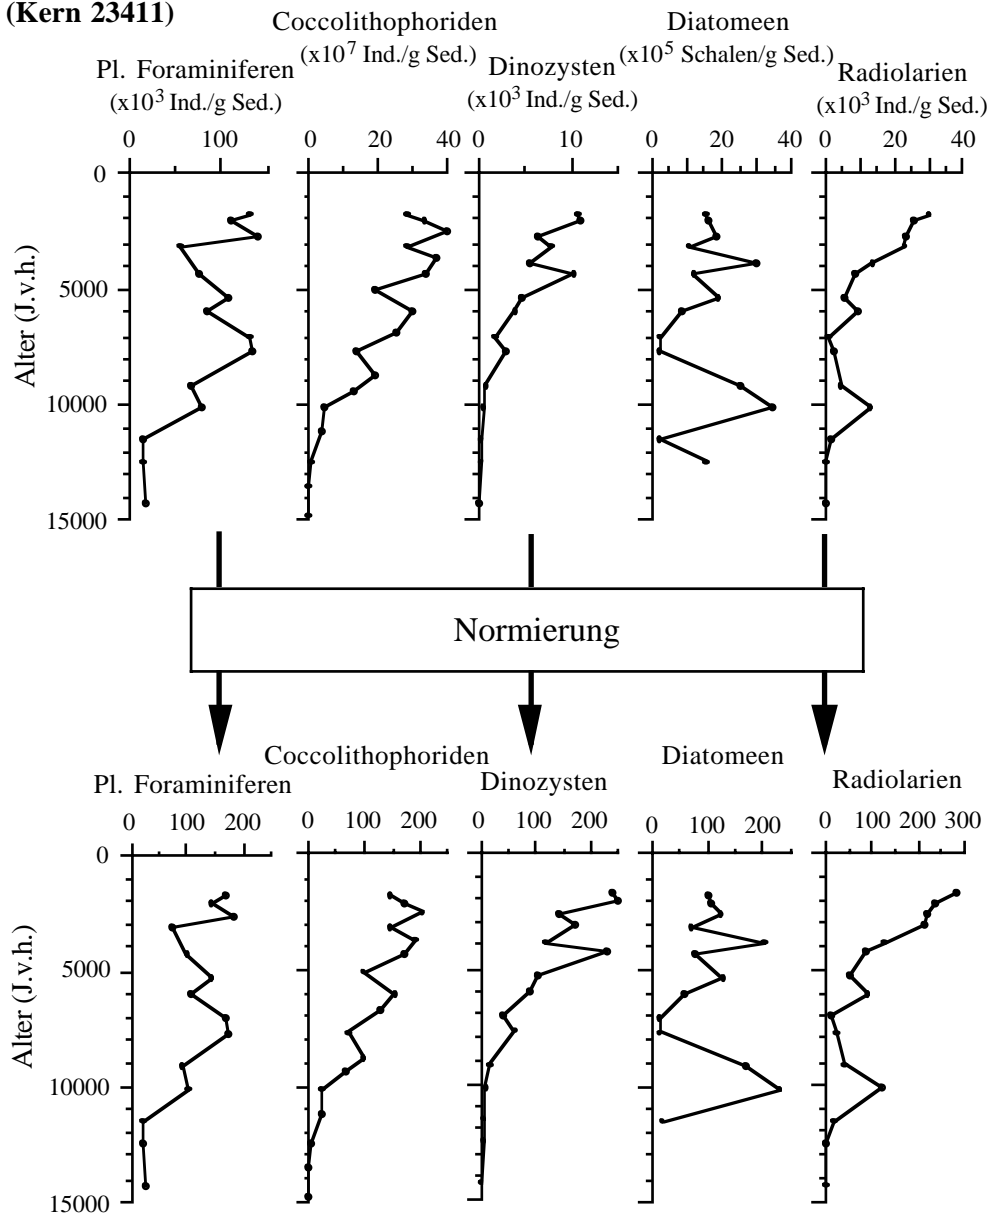 (Kern 23411)
Coccolithophoriden
(x10⁷ Ind./g Sed.)
Diatomeen
(x10⁵ Schalen/g Sed.)
Pl. Foraminiferen
(x10³ Ind./g Sed.)
Dinozysten
(x10³ Ind./g Sed.)
Radiolarien
(x10³ Ind./g Sed.)
0 100
0 20 40
0 10
0 20 40
0 20 40
Alter (J.v.h.)
0
5000
10000
15000
Normierung
Coccolithophoriden
Diatomeen
Pl. Foraminiferen
Dinozysten
Radiolarien
0 100 200
0 100 200
0 100 200
0 100 200
0 100 200 300
Alter (J.v.h.)
0
5000
10000
15000